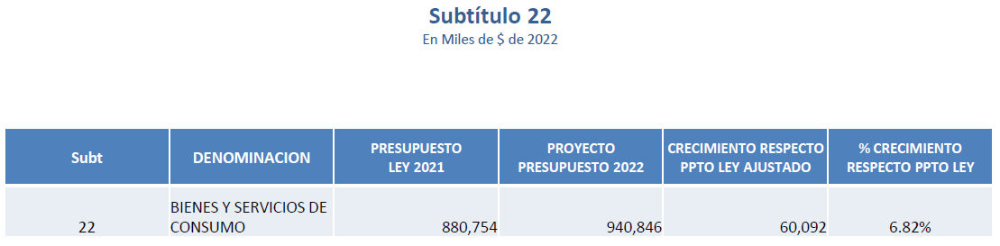 Subtítulo 22
En Miles de $ de 2022
Subt
DENOMINACION
PRESUPUESTO
LEY 2021
PROYECTO
PRESUPUESTO 2022
CRECIMIENTO RESPECTO
PPTO LEY AJUSTADO
% CRECIMIENTO
RESPECTO PPTO LEY
22
BIENES Y SERVICIOS DE
CONSUMO
880,754
940,846
60,092
6.82%